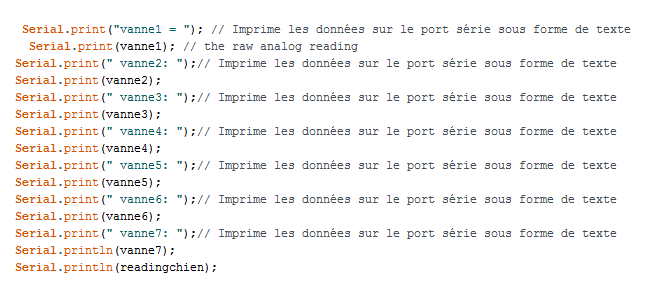 Serial.print("vanne1 = "); // Imprime les données sur le port série sous forme de texte
Serial.print(vanne1); // the raw analog reading
Serial.print(" vanne2: ");// Imprime les données sur le port série sous forme de texte
Serial.print(vanne2);
Serial.print(" vanne3: ");// Imprime les données sur le port série sous forme de texte
Serial.print(vanne3);
Serial.print(" vanne4: ");// Imprime les données sur le port série sous forme de texte
Serial.print(vanne4);
Serial.print(" vanne5: ");// Imprime les données sur le port série sous forme de texte
Serial.print(vanne5);
Serial.print(" vanne6: ");// Imprime les données sur le port série sous forme de texte
Serial.print(vanne6);
Serial.print(" vanne7: ");// Imprime les données sur le port série sous forme de texte
Serial.println(vanne7);
Serial.println(readingchien);